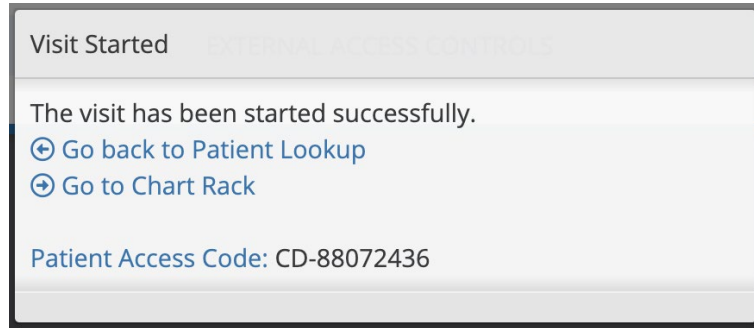 Visit Started
EXTERNAL ACCESS CONTROLS
The visit has been started successfully.
Go back to Patient Lookup
Go to Chart Rack
Patient Access Code: CD-88072436